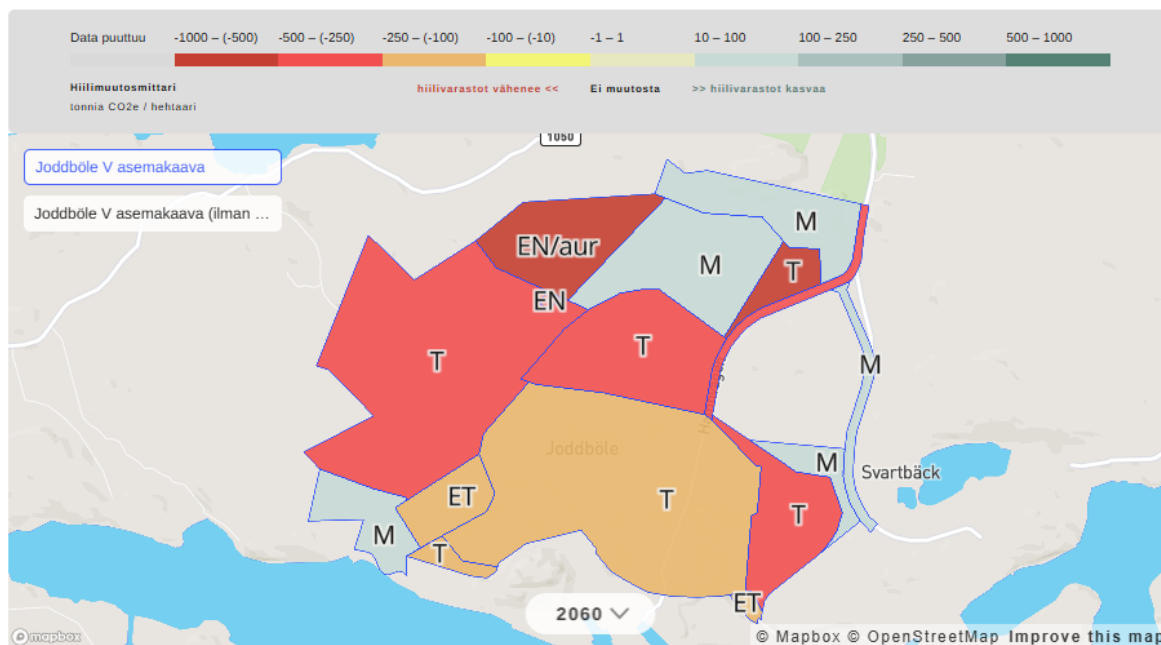 Data puuttuu -1000 – (-500) -500 – (-250) -250 – (-100) -100 – (-10) -1 – 1 10 – 100 100 – 250 250 – 500 500 – 1000
Hiilimuutosmittari hiilivarastot vähenee << Ei muutosta >> hiilivarastot kasvaa
tonnia CO2e / hehtaari
1050
Joddböle V asemakaava
Joddböle V asemakaava (ilman ...
M
EN/aur
M
T
EN
T
T
M
Joddböle
M
Svartbäck
ET
T
T
M
T
ET
2060
mapbox
© Mapbox © OpenStreetMap Improve this map